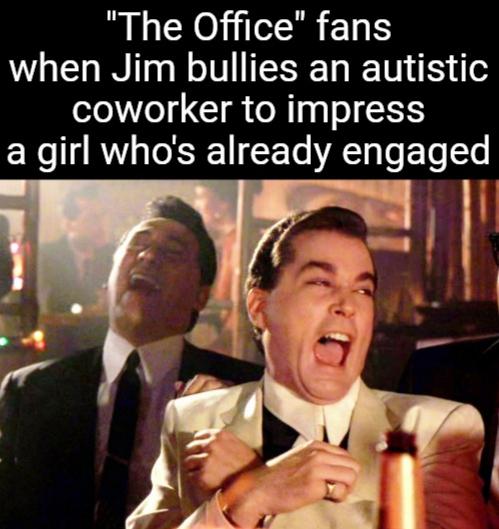 "The Office" fans
when Jim bullies an autistic
coworker to impress
a girl who's already engaged